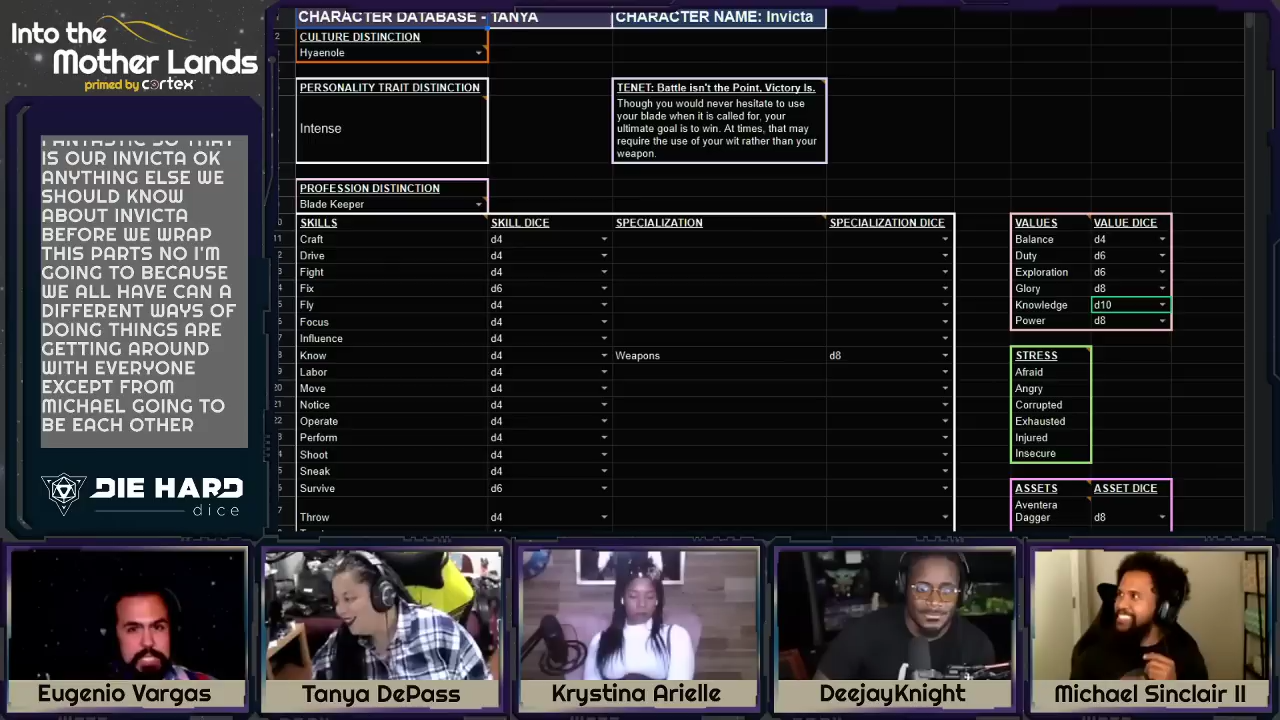 Into the
Mother Lands
primed by cortex
IS OUR INVICTA OK
ANYTHING ELSE WE
SHOULD KNOW
ABOUT INVICTA
BEFORE WE WRAP
THIS PARTS NO I'M
GOING TO BECAUSE
WE ALL HAVE CAN A
DIFFERENT WAYS OF
DOING THINGS ARE
GETTING AROUND
WITH EVERYONE
EXCEPT FROM
MICHAEL GOING TO
BE EACH OTHER
DIE HARD
dice
CHARACTER DATABASE - TANYA CHARACTER NAME: Invicta
CULTURE DISTINCTION
Hyaenole
PERSONALITY TRAIT DISTINCTION
Intense
TENET: Battle isn't the Point, Victory Is.
Though you would never hesitate to use
your blade when it is called for, your
ultimate goal is to win. At times, that may
require the use of your wit rather than your
weapon.
PROFESSION DISTINCTION
Blade Keeper
SKILLS SKILL DICE SPECIALIZATION SPECIALIZATION DICE
Craft d4
Drive d4
Fight d4
Fix d6
Fly d4
Focus d4
Influence d4
Know d4 Weapons d8
Labor d4
Move d4
Notice d4
Operate d4
Perform d4
Shoot d4
Sneak d4
Survive d6
Throw d4
VALUES VALUE DICE
Balance d4
Duty d6
Exploration d6
Glory d8
Knowledge d10
Power d8
STRESS
Afraid
Angry
Corrupted
Exhausted
Injured
Insecure
ASSETS ASSET DICE
Aventera
Dagger d8
Eugenio Vargas
Tanya DePass
Krystina Arielle
DeejayKnight
Michael Sinclair II